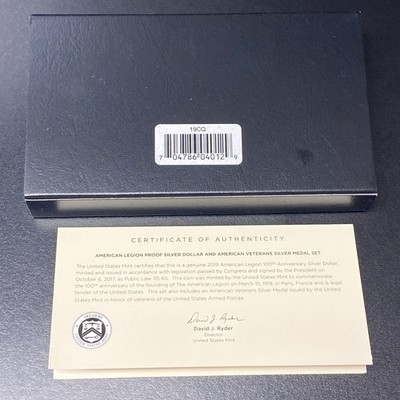 19CQ
7 04786 04012 9
CERTIFICATE OF AUTHENTICITY
AMERICAN LEGION PROOF SILVER DOLLAR AND AMERICAN VETERANS SILVER MEDAL SET
The United States Mint certifies that this is a genuine 2019 American Legion 100th Anniversary Silver Dollar,
minted and issued in accordance with legislation passed by Congress and signed by the President on
October 6, 2017, as Public Law 115-65. This coin was minted by the United States Mint to commemorate
the 100th anniversary of the founding of The American Legion on March 15, 1919, in Paris, France and is legal
tender of the United States. This set also includes an American Veterans Silver Medal issued by the United
States Mint in honor of veterans of the United States Armed Forces.
David J. Ryder
David J. Ryder
Director
United States Mint